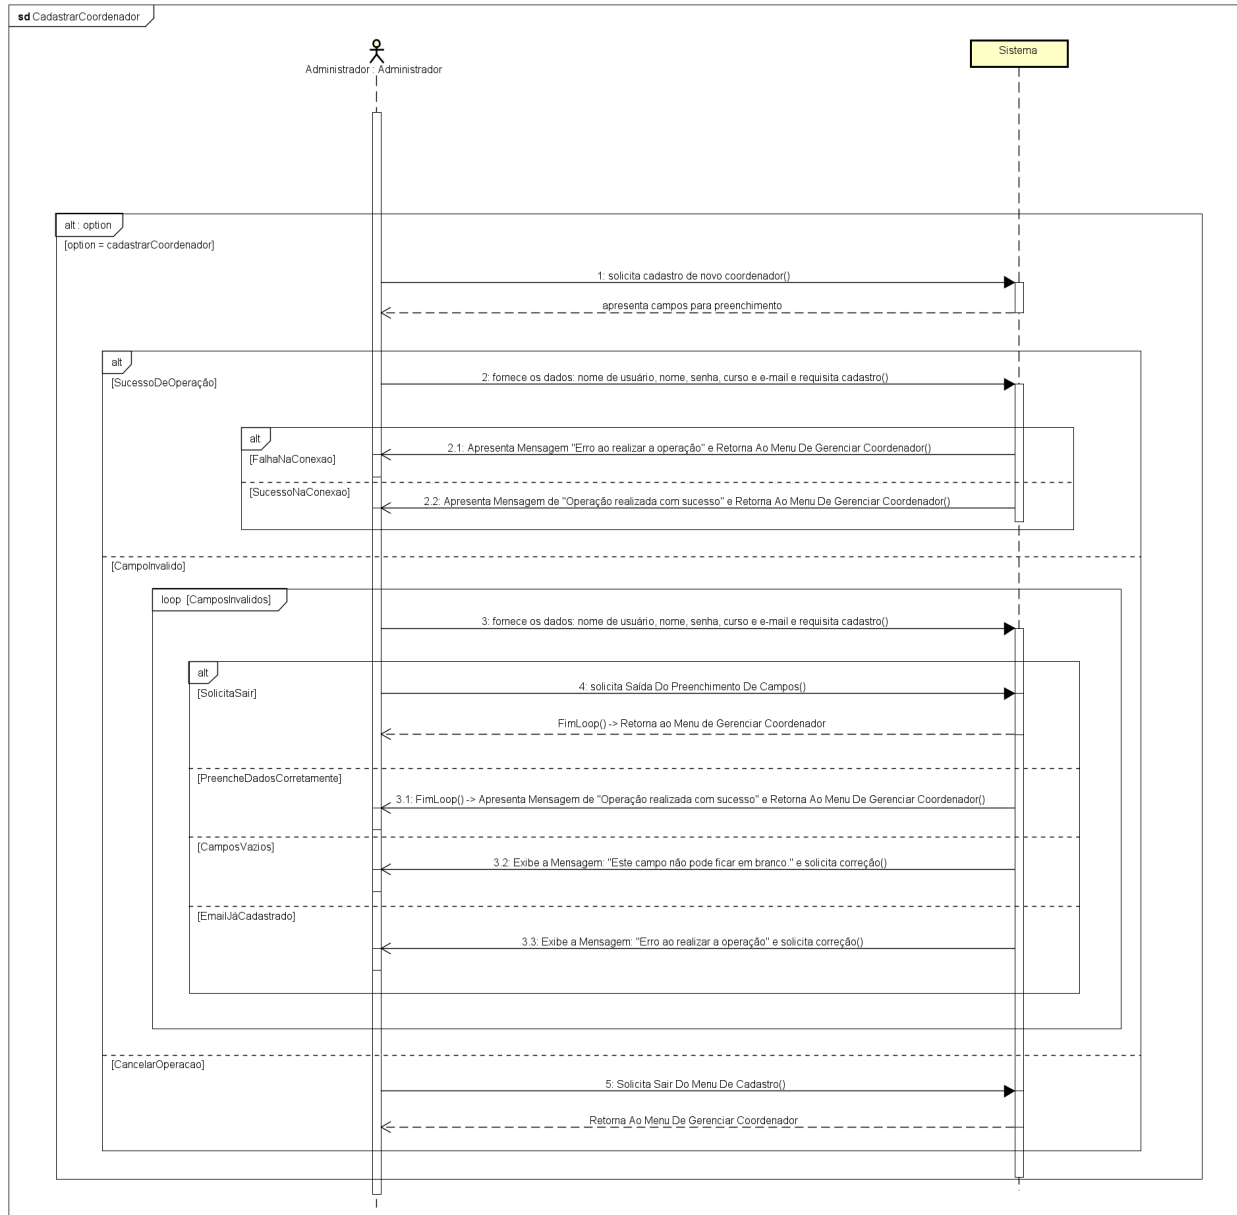 sd CadastrarCoordenador
Administrador : Administrador
Sistema
alt : option
[option = cadastrarCoordenador]
1: solicita cadastro de novo coordenador()
apresenta campos para preenchimento
alt
[SucessoDeOperação]
2: fornece os dados: nome de usuário, nome, senha, curso e e-mail e requisita cadastro()
alt
2.1: Apresenta Mensagem "Erro ao realizar a operação" e Retorna Ao Menu De Gerenciar Coordenador()
[FalhaNaConexao]
[SucessoNaConexao]
2.2: Apresenta Mensagem de "Operação realizada com sucesso" e Retorna Ao Menu De Gerenciar Coordenador()
[CampoInvalido]
loop [CamposInvalidos]
3: fornece os dados: nome de usuário, nome, senha, curso e e-mail e requisita cadastro()
alt
[SolicitaSair]
4: solicita Saída Do Preenchimento De Campos()
FimLoop() -> Retorna ao Menu de Gerenciar Coordenador
[PreencheDadosCorretamente]
3.1: FimLoop() -> Apresenta Mensagem de "Operação realizada com sucesso" e Retorna Ao Menu De Gerenciar Coordenador()
[CamposVazios]
3.2: Exibe a Mensagem: "Este campo não pode ficar em branco." e solicita correção()
[EmailJáCadastrado]
3.3: Exibe a Mensagem: "Erro ao realizar a operação" e solicita correção()
[CancelarOperacao]
5: Solicita Sair Do Menu De Cadastro()
Retorna Ao Menu De Gerenciar Coordenador